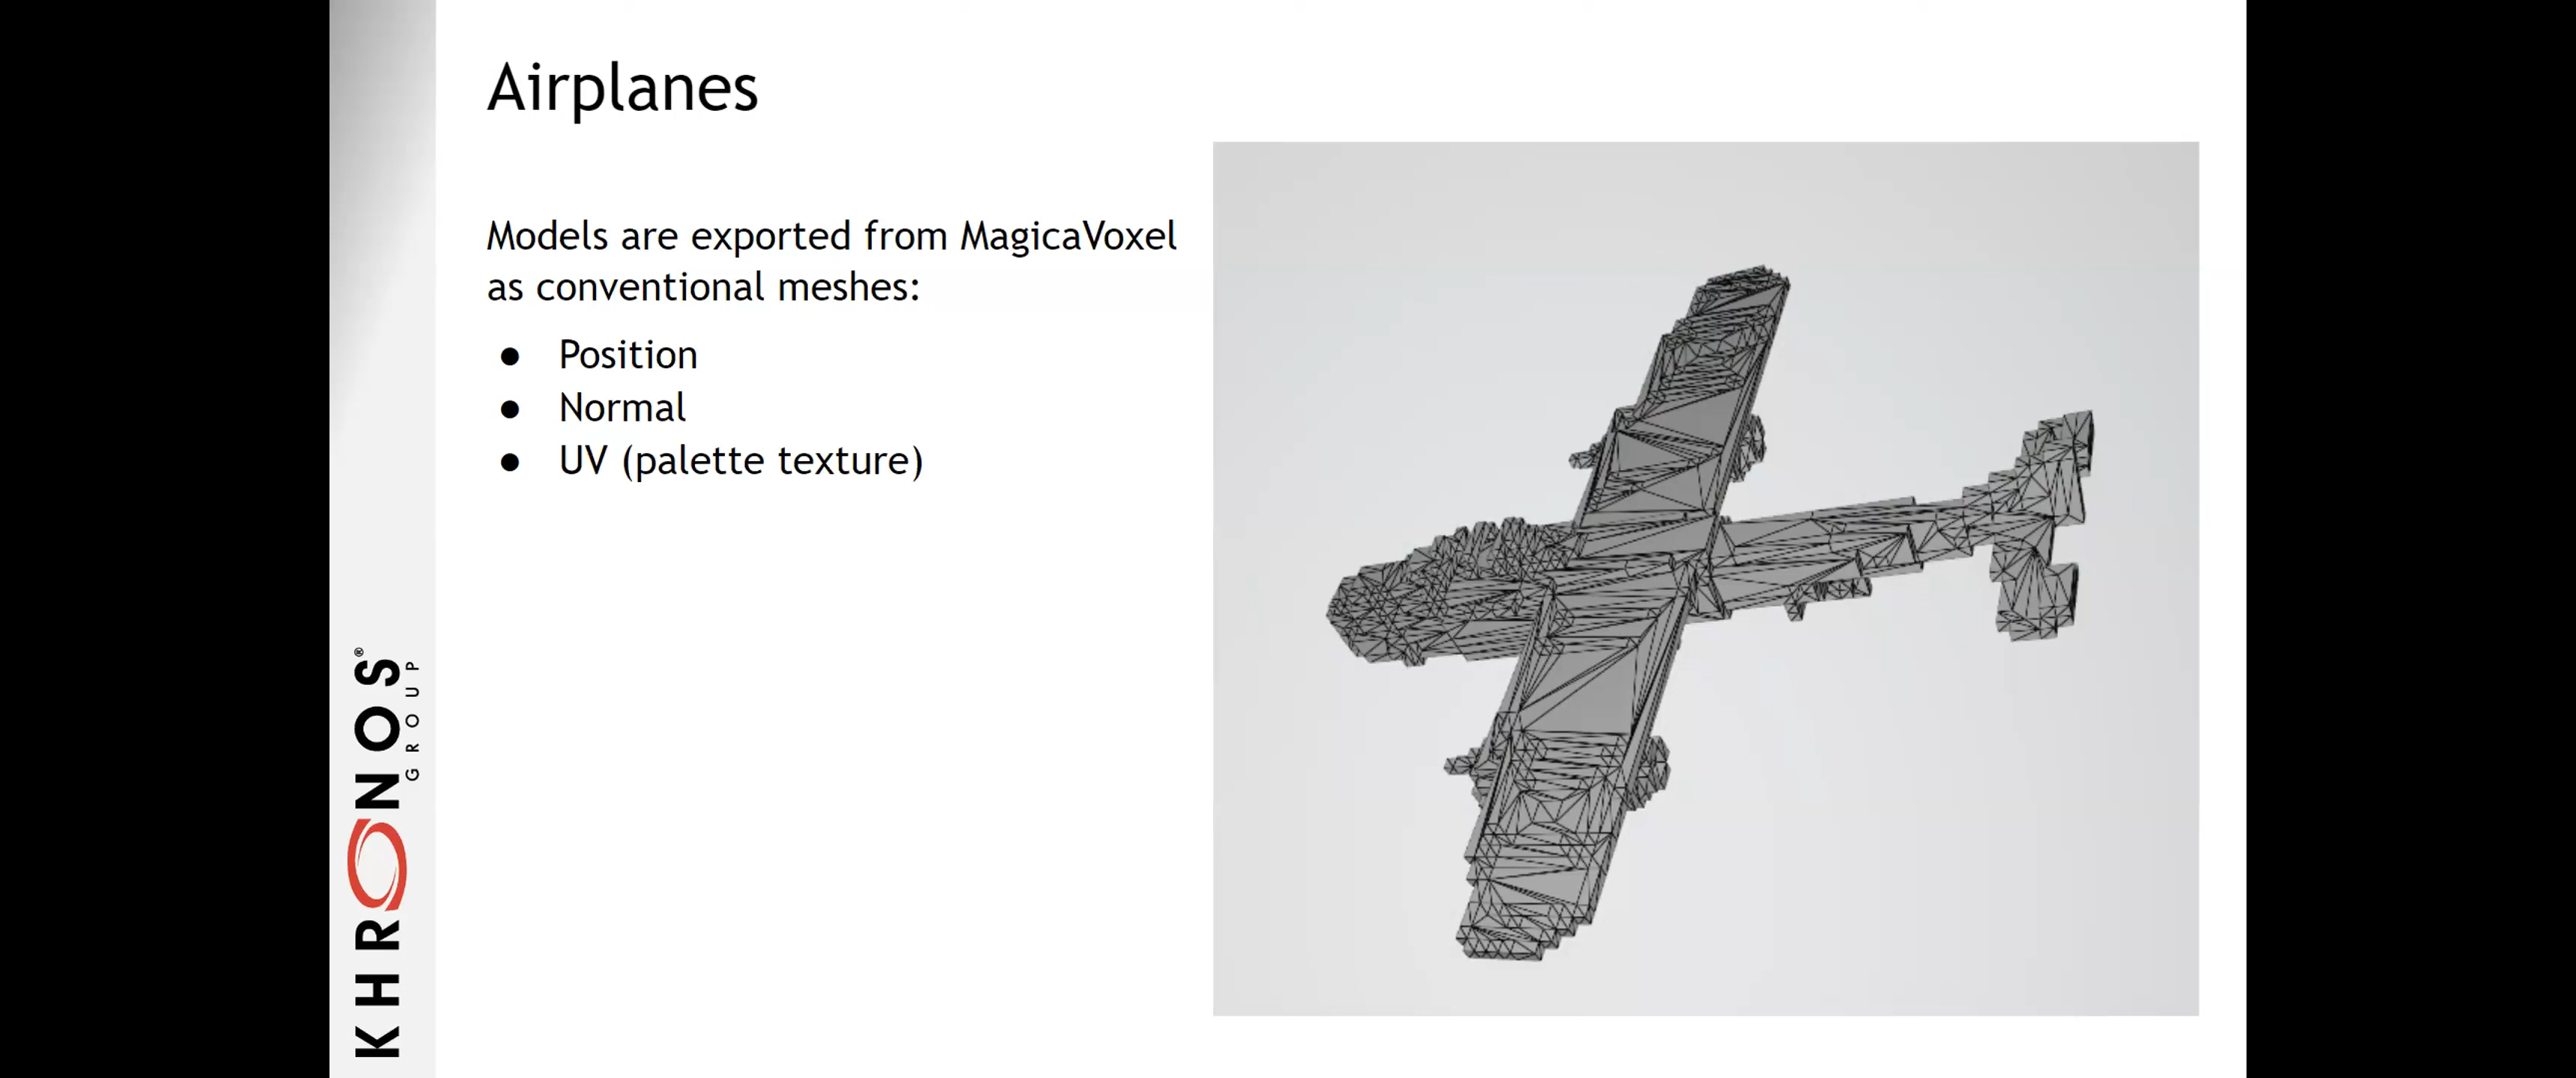 Airplanes
Models are exported from MagicaVoxel
as conventional meshes:
● Position
● Normal
● UV (palette texture)
KHRONOS®
GROUP